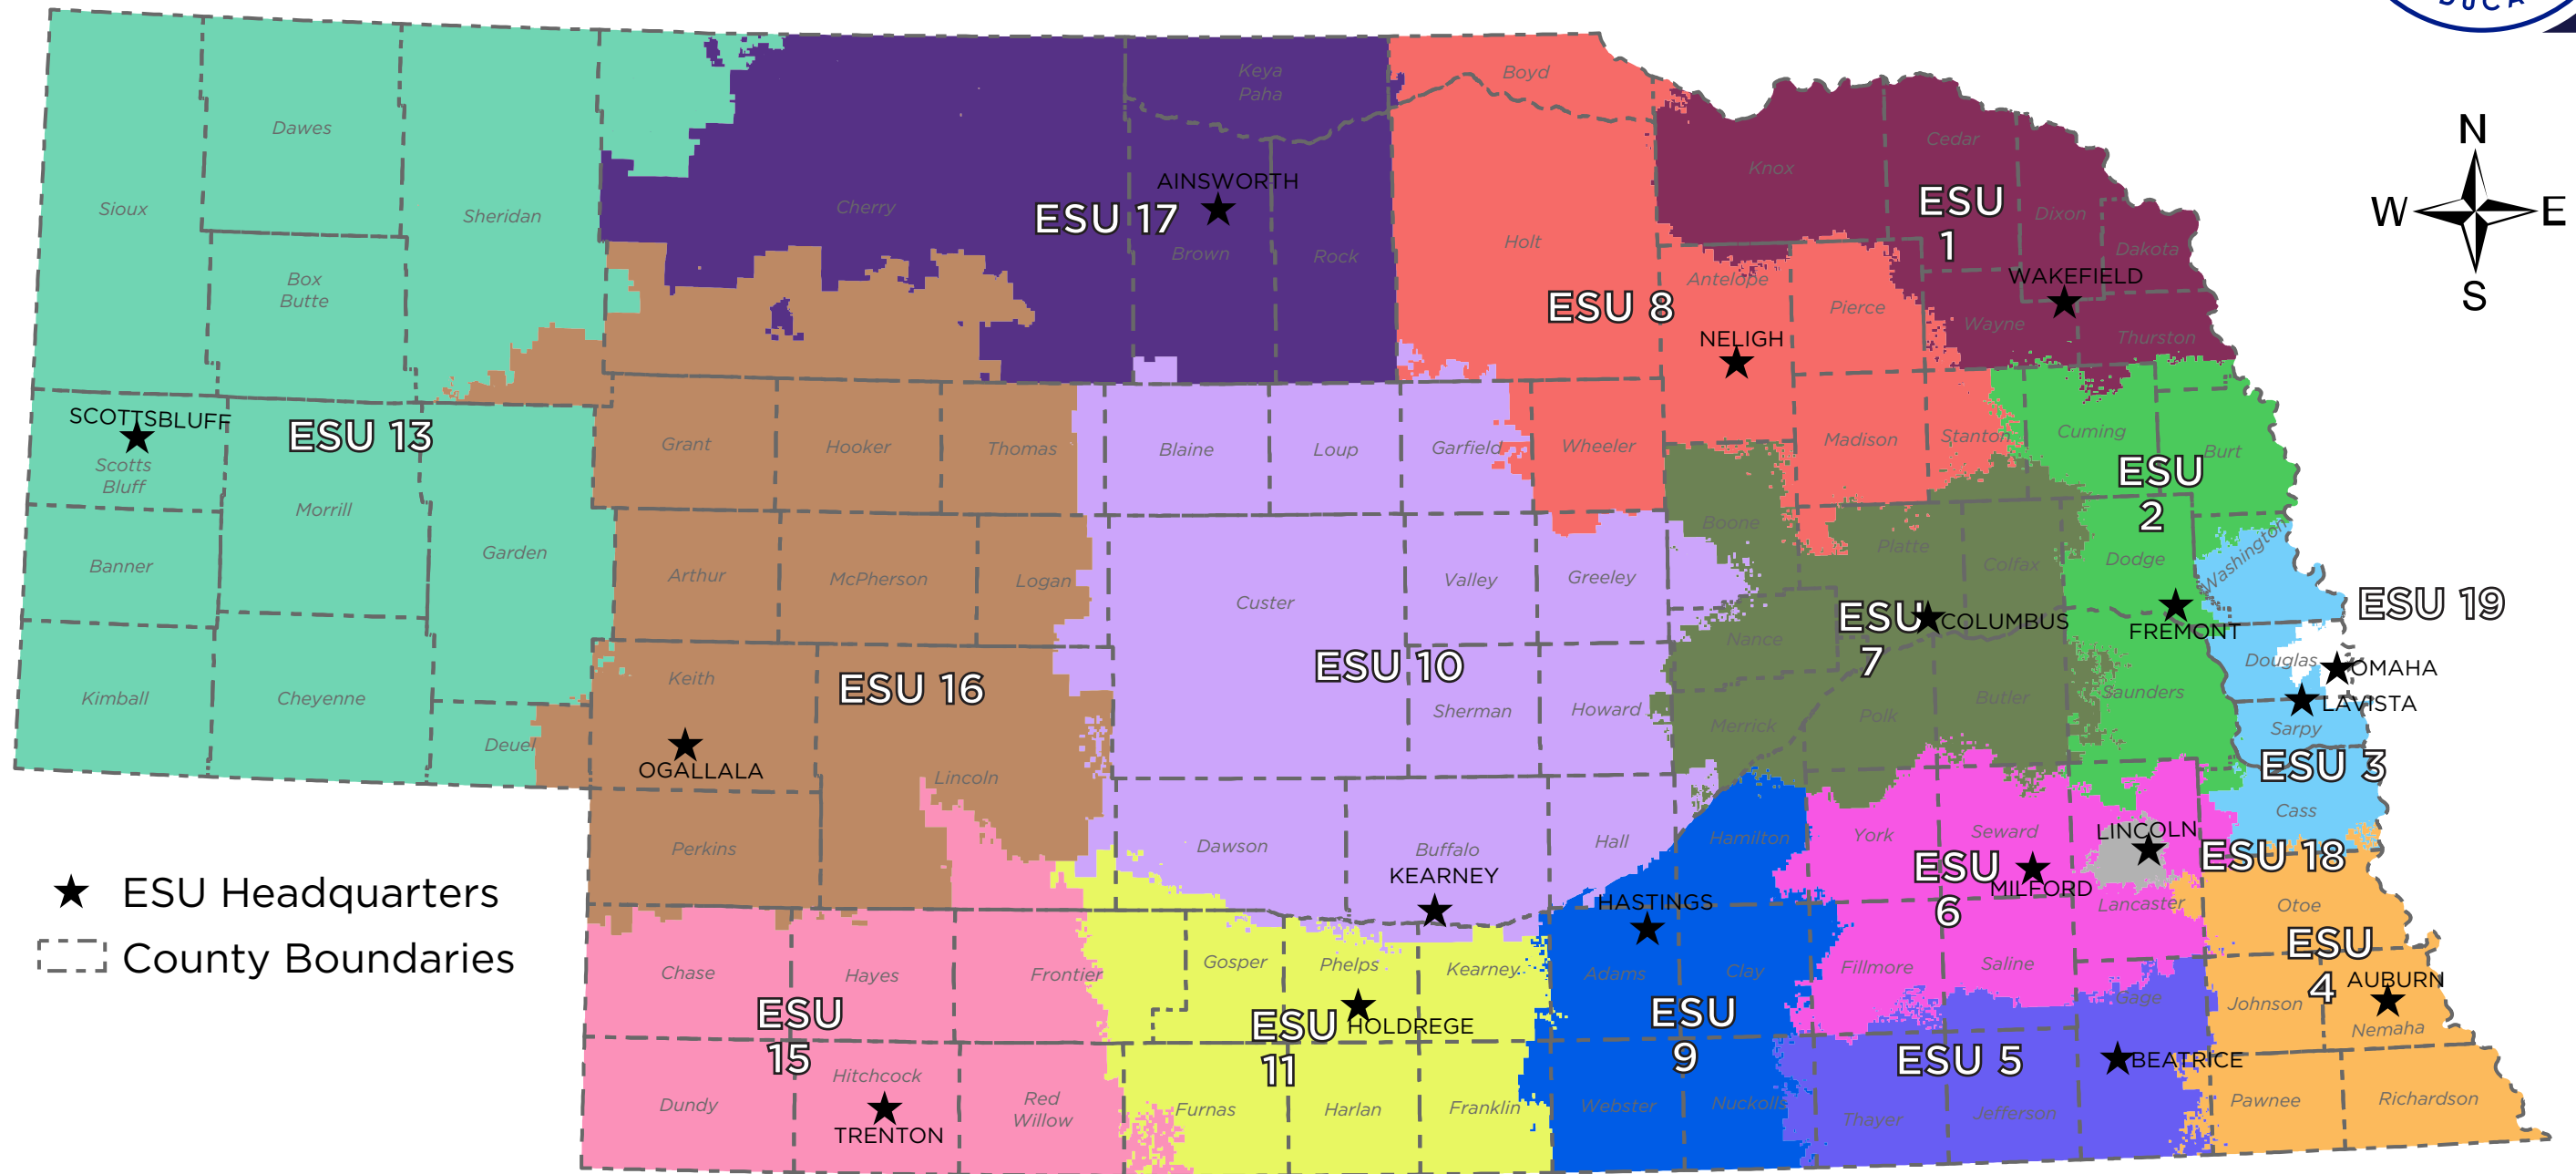 DUCA
N
W
E
S
Keya
Paha
Boyd
Dawes
Cedar
Knox
AINSWORTH
Sioux
Sheridan
Cherry
ESU 17
ESU
1
Dixon
Holt
Brown
Rock
Dakota
Box
Butte
Antelope
WAKEFIELD
ESU 8
Pierce
Wayne
NELIGH
Thurston
SCOTTSBLUFF
ESU 13
Scotts
Bluff
Grant
Hooker
Thomas
Blaine
Loup
Garfield
Wheeler
Madison
Stanton
Cuming
Burt
ESU
2
Morrill
Banner
Garden
Arthur
McPherson
Logan
Custer
Valley
Greeley
Boone
Platte
Colfax
Dodge
Washington
ESU 19
ESU
7
COLUMBUS
FREMONT
Nance
ESU 10
Douglas
OMAHA
Kimball
Cheyenne
Keith
ESU 16
Sherman
Howard
Merrick
Polk
Butler
Saunders
LAVISTA
Sarpy
Deuel
OGALLALA
Lincoln
ESU 3
Cass
Perkins
Dawson
Buffalo
KEARNEY
Hall
Hamilton
York
Seward
LINCOLN
ESU 18
ESU
6
MILFORD
Lancaster
ESU Headquarters
HASTINGS
Otoe
County Boundaries
Chase
Hayes
Frontier
Gosper
Phelps
Kearney
Adams
Clay
Fillmore
Saline
ESU
4
AUBURN
Gage
Johnson
Nemaha
ESU
15
ESU
11
HOLDREGE
ESU
9
ESU 5
BEATRICE
Hitchcock
Dundy
TRENTON
Red
Willow
Furnas
Harlan
Franklin
Webster
Nuckolls
Thayer
Jefferson
Pawnee
Richardson